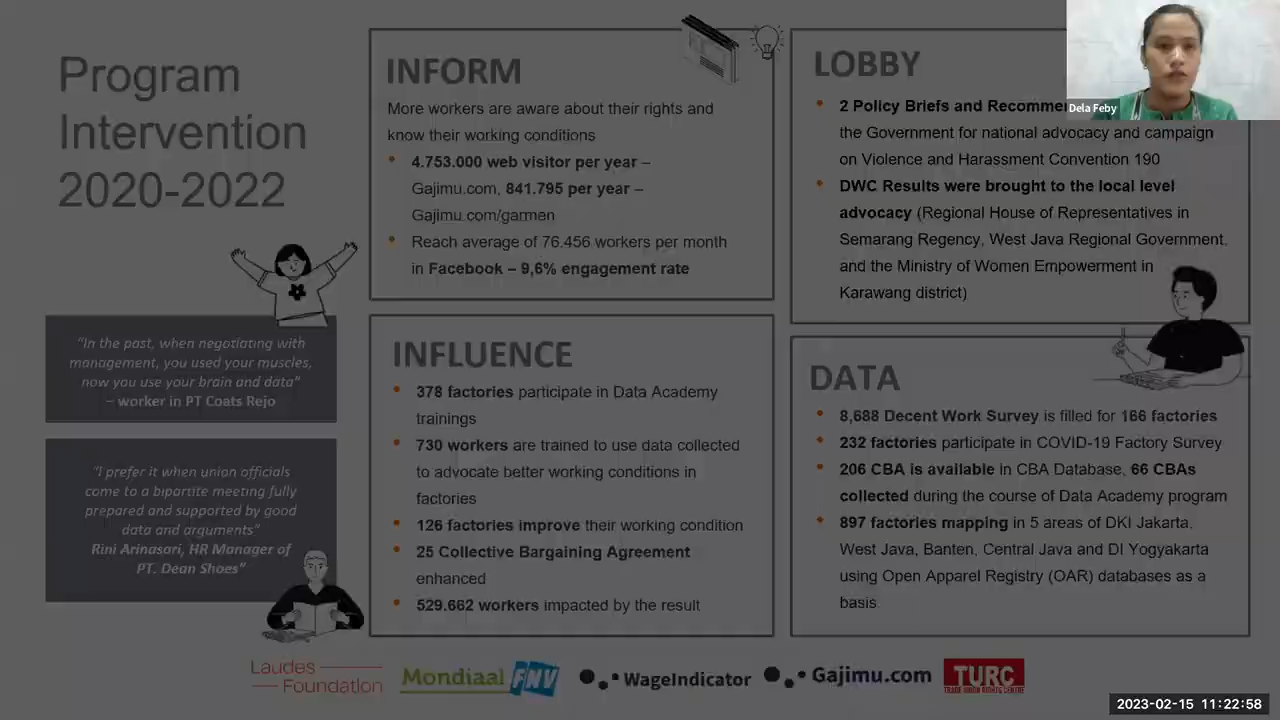 Program
Intervention
2020-2022
"In the past, when negotiating with
management, you used your muscles,
now you use your brain and data"
– worker in PT Coats Rejo
"I prefer it when union officials
come to a bipartite meeting fully
prepared and supported by good
data and arguments"
Rini Arinasari, HR Manager of
PT. Dean Shoes"
INFORM
More workers are aware about their rights and
know their working conditions
• 4.753.000 web visitor per year –
Gajimu.com, 841.795 per year –
Gajimu.com/garmen
• Reach average of 76.456 workers per month
in Facebook – 9,6% engagement rate
INFLUENCE
• 378 factories participate in Data Academy
trainings
• 730 workers are trained to use data collected
to advocate better working conditions in
factories
• 126 factories improve their working condition
• 25 Collective Bargaining Agreement
enhanced
• 529.662 workers impacted by the result
LOBBY
• 2 Policy Briefs and
the Government for national advocacy and campaign
on Violence and Harassment Convention 190
• DWC Results were brought to the local level
advocacy (Regional House of Representatives in
Semarang Regency, West Java Regional Government,
and the Ministry of Women Empowerment in
Karawang district)
DATA
• 8,688 Decent Work Survey is filled for 166 factories
• 232 factories participate in COVID-19 Factory Survey
• 206 CBA is available in CBA Database, 66 CBAs
collected during the course of Data Academy program
• 897 factories mapping in 5 areas of DKI Jakarta,
West Java, Banten, Central Java and DI Yogyakarta
using Open Apparel Registry (OAR) databases as a
basis.
Dela Feby
Laudes
Foundation
Mondiaal FNV
WageIndicator
Gajimu.com
TURC
TRADE UNION RIGHTS CENTRE
2023-02-15 11:22:58